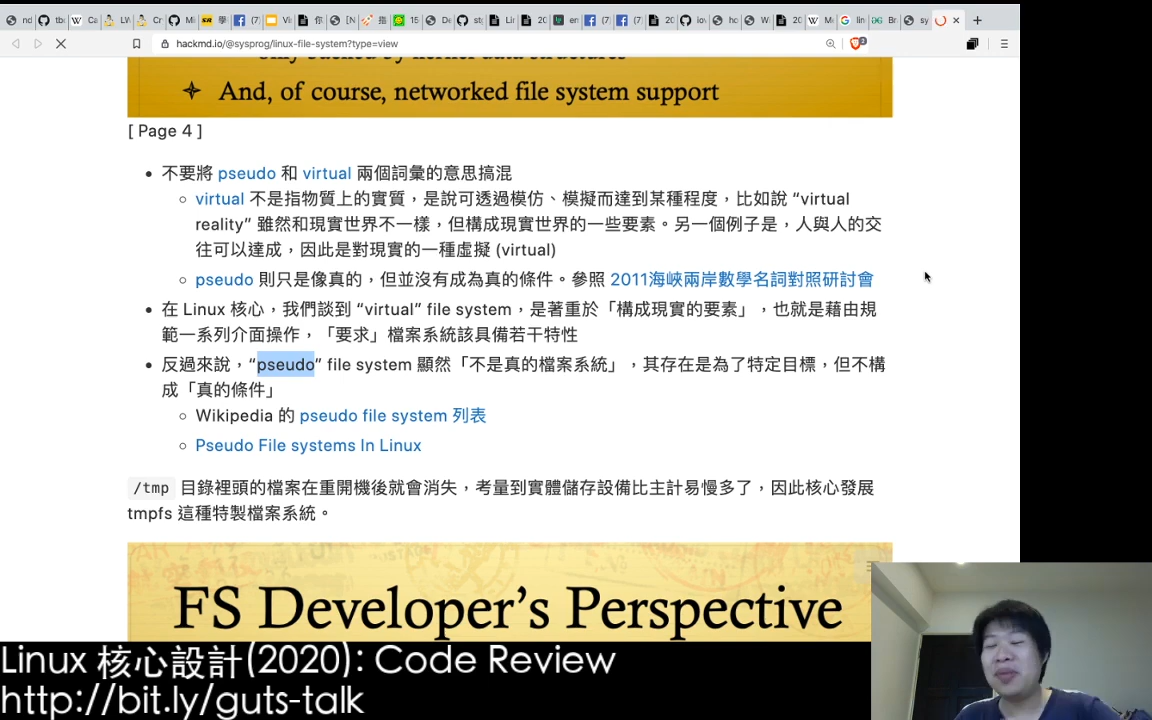 hackmd.io/@sysprog/linux-file-system?type=view
And, of course, networked file system support
[ Page 4 ]
不要將 pseudo 和 virtual 兩個詞彙的意思搞混
virtual 不是指物質上的實質，是說可透過模仿、模擬而達到某種程度，比如說 “virtual
reality” 雖然和現實世界不一樣，但構成現實世界的一些要素。另一個例子是，人與人的交
往可以達成，因此是對現實的一種虛擬 (virtual)
pseudo 則只是像真的，但並沒有成為真的條件。參照 2011海峽兩岸數學名詞對照研討會
在 Linux 核心，我們談到 “virtual” file system，是著重於「構成現實的要素」，也就是藉由規
範一系列介面操作，「要求」檔案系統該具備若干特性
反過來說，“pseudo” file system 顯然「不是真的檔案系統」，其存在是為了特定目標，但不構
成「真的條件」
Wikipedia 的 pseudo file system 列表
Pseudo File systems In Linux
/tmp 目錄裡頭的檔案在重開機後就會消失，考量到實體儲存設備比主計易慢多了，因此核心發展
tmpfs 這種特製檔案系統。
FS Developer’s Perspective
Linux 核心設計(2020): Code Review
http://bit.ly/guts-talk